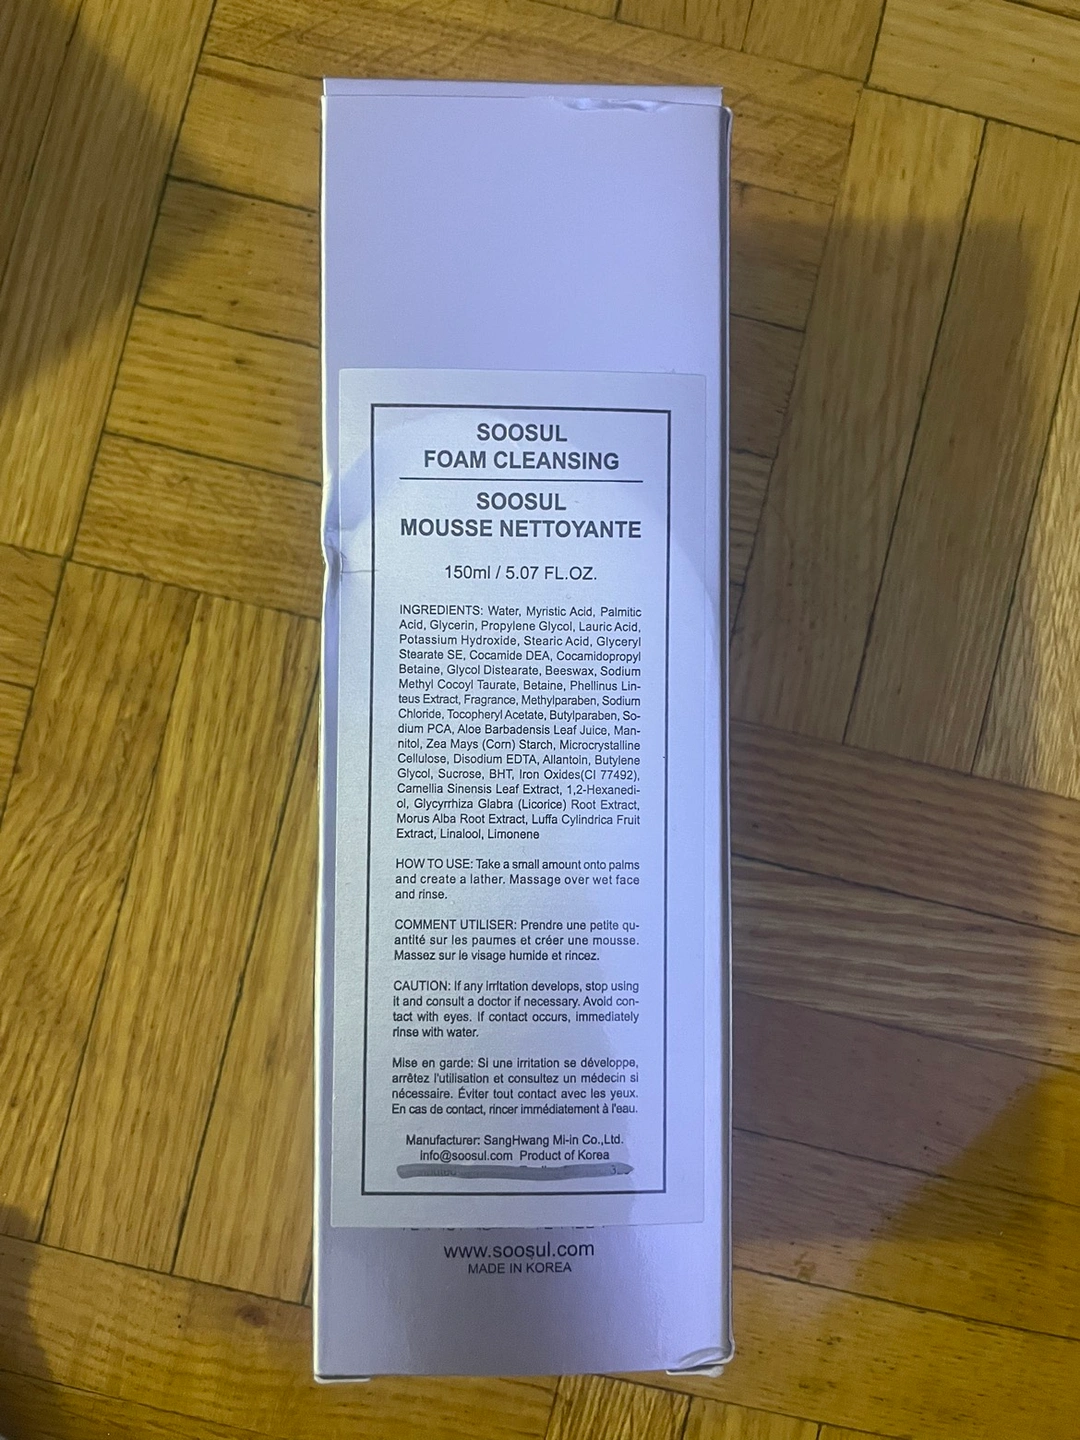 SOOSUL
FOAM CLEANSING
SOOSUL
MOUSSE NETTOYANTE
150ml / 5.07 FL.OZ.
INGREDIENTS: Water, Myristic Acid, Palmitic
Acid, Glycerin, Propylene Glycol, Lauric Acid,
Potassium Hydroxide, Stearic Acid, Glyceryl
Stearate SE, Cocamide DEA, Cocamidopropyl
Betaine, Glycol Distearate, Beeswax, Sodium
Methyl Cocoyl Taurate, Betaine, Phellinus Lin-
teus Extract, Fragrance, Methylparaben, Sodium
Chloride, Tocopheryl Acetate, Butylparaben, So-
dium PCA, Aloe Barbadensis Leaf Juice, Man-
nitol, Zea Mays (Corn) Starch, Microcrystalline
Cellulose, Disodium EDTA, Allantoin, Butylene
Glycol, Sucrose, BHT, Iron Oxides(CI 77492),
Camellia Sinensis Leaf Extract, 1,2-Hexanedi-
ol, Glycyrrhiza Glabra (Licorice) Root Extract,
Morus Alba Root Extract, Luffa Cylindrica Fruit
Extract, Linalool, Limonene
HOW TO USE: Take a small amount onto palms
and create a lather. Massage over wet face
and rinse.
COMMENT UTILISER: Prendre une petite qu-
antité sur les paumes et créer une mousse.
Massez sur le visage humide et rincez.
CAUTION: If any irritation develops, stop using
it and consult a doctor if necessary. Avoid con-
tact with eyes. If contact occurs, immediately
rinse with water.
Mise en garde: Si une irritation se développe,
arrêtez l'utilisation et consultez un médecin si
nécessaire. Éviter tout contact avec les yeux.
En cas de contact, rincer immédiatement à l'eau.
Manufacturer: SangHwang Mi-in Co.,Ltd.
Info@soosul.com Product of Korea
www.soosul.com
MADE IN KOREA